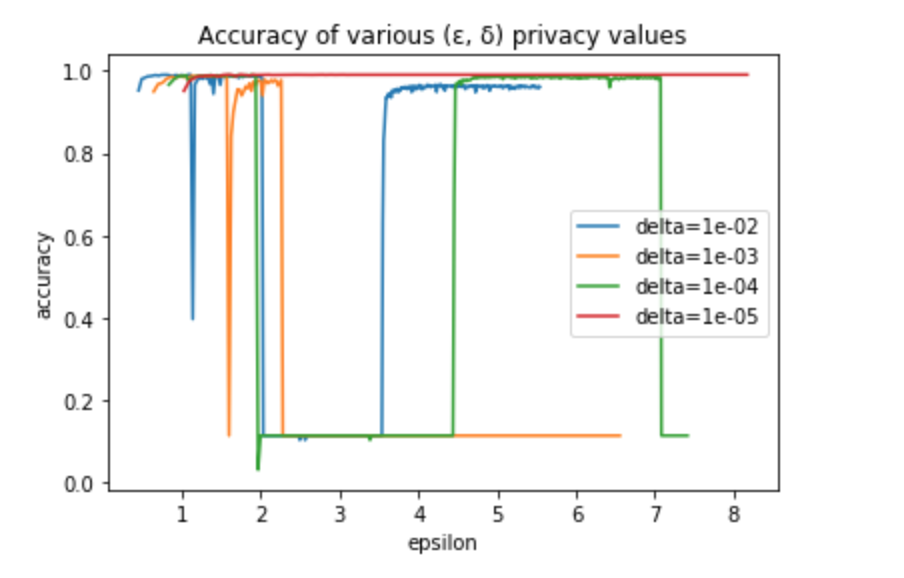 Accuracy of various (ε, δ) privacy values
1.0
0.8
0.6
0.4
0.2
0.0
accuracy
delta=1e-02
delta=1e-03
delta=1e-04
delta=1e-05
1 2 3 4 5 6 7 8
epsilon